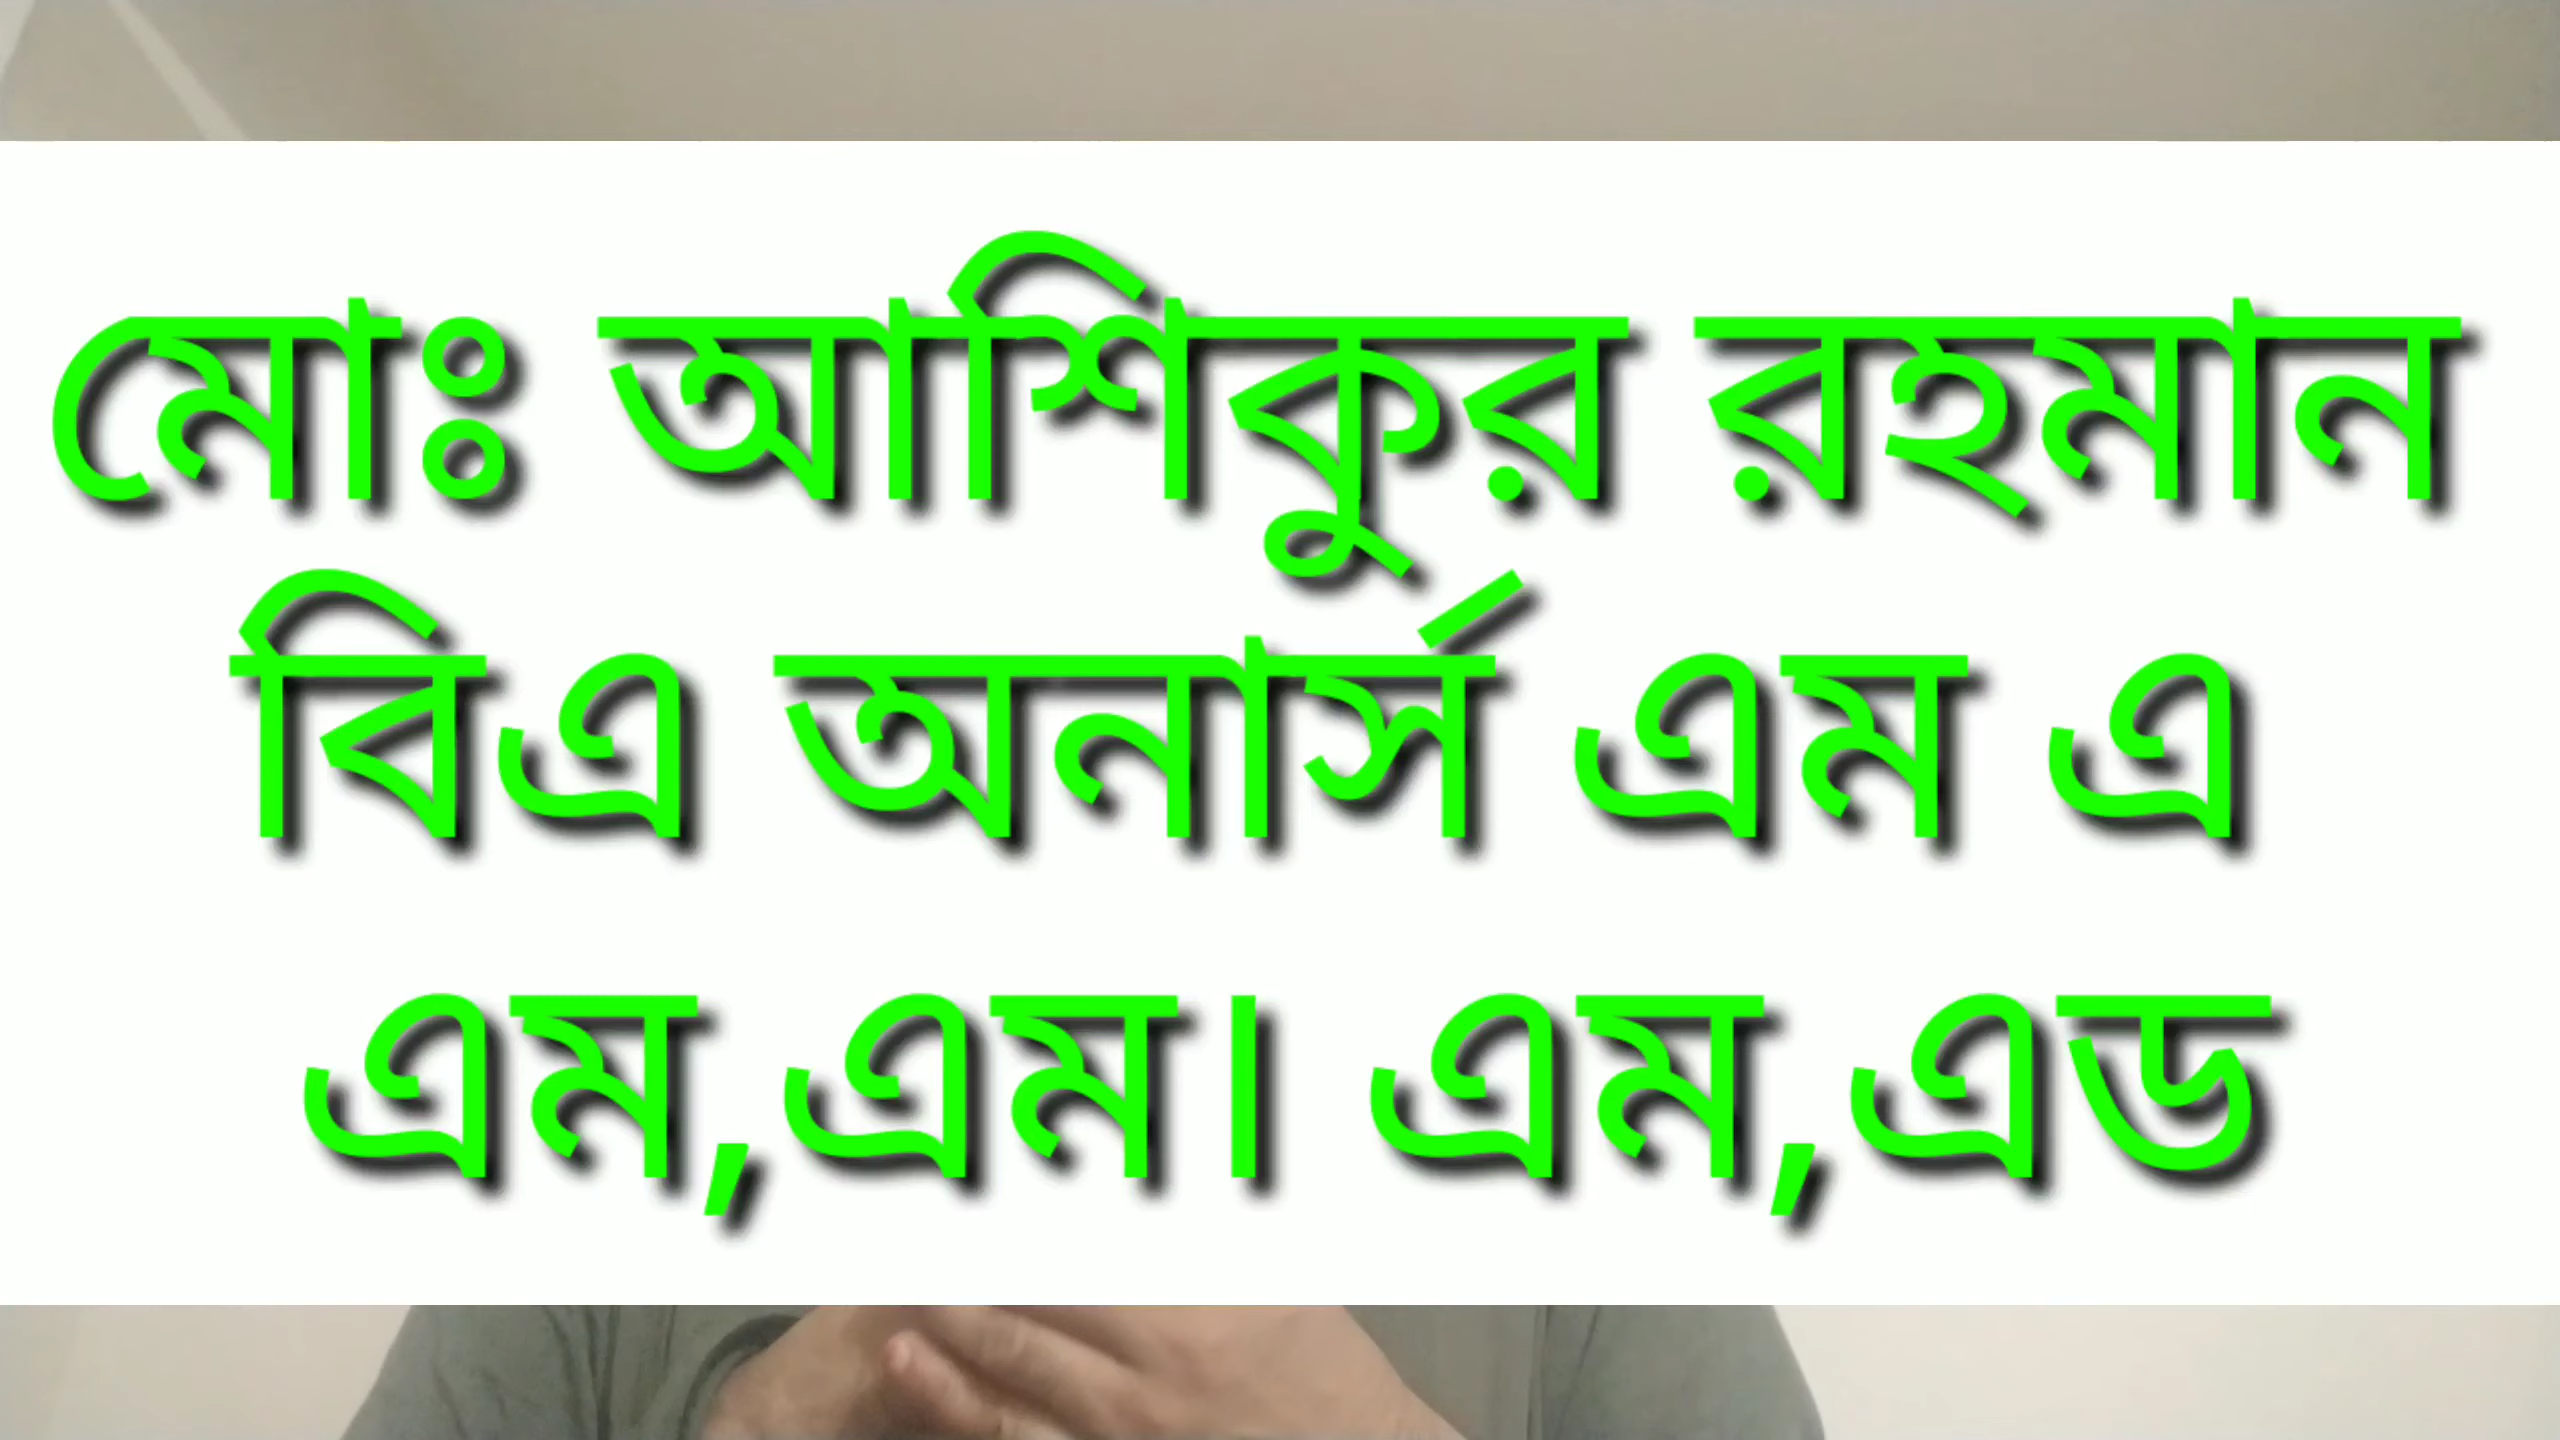 মোঃ আশিকুর রহমান
বিএ অনার্স এম এ
এম,এম। এম,এড